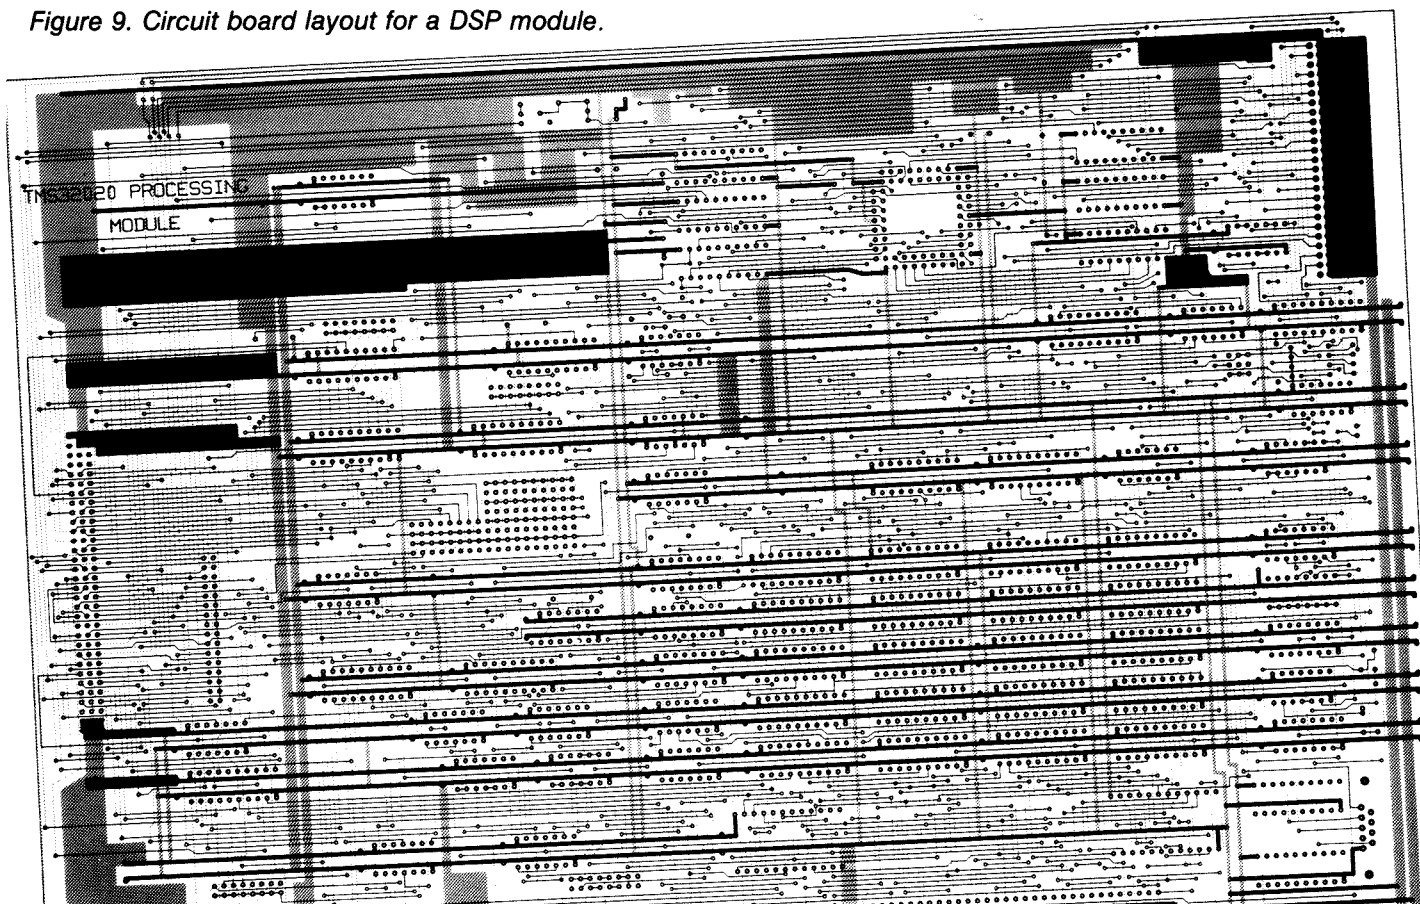 Figure 9. Circuit board layout for a DSP module.
TMS32020 PROCESSING
MODULE